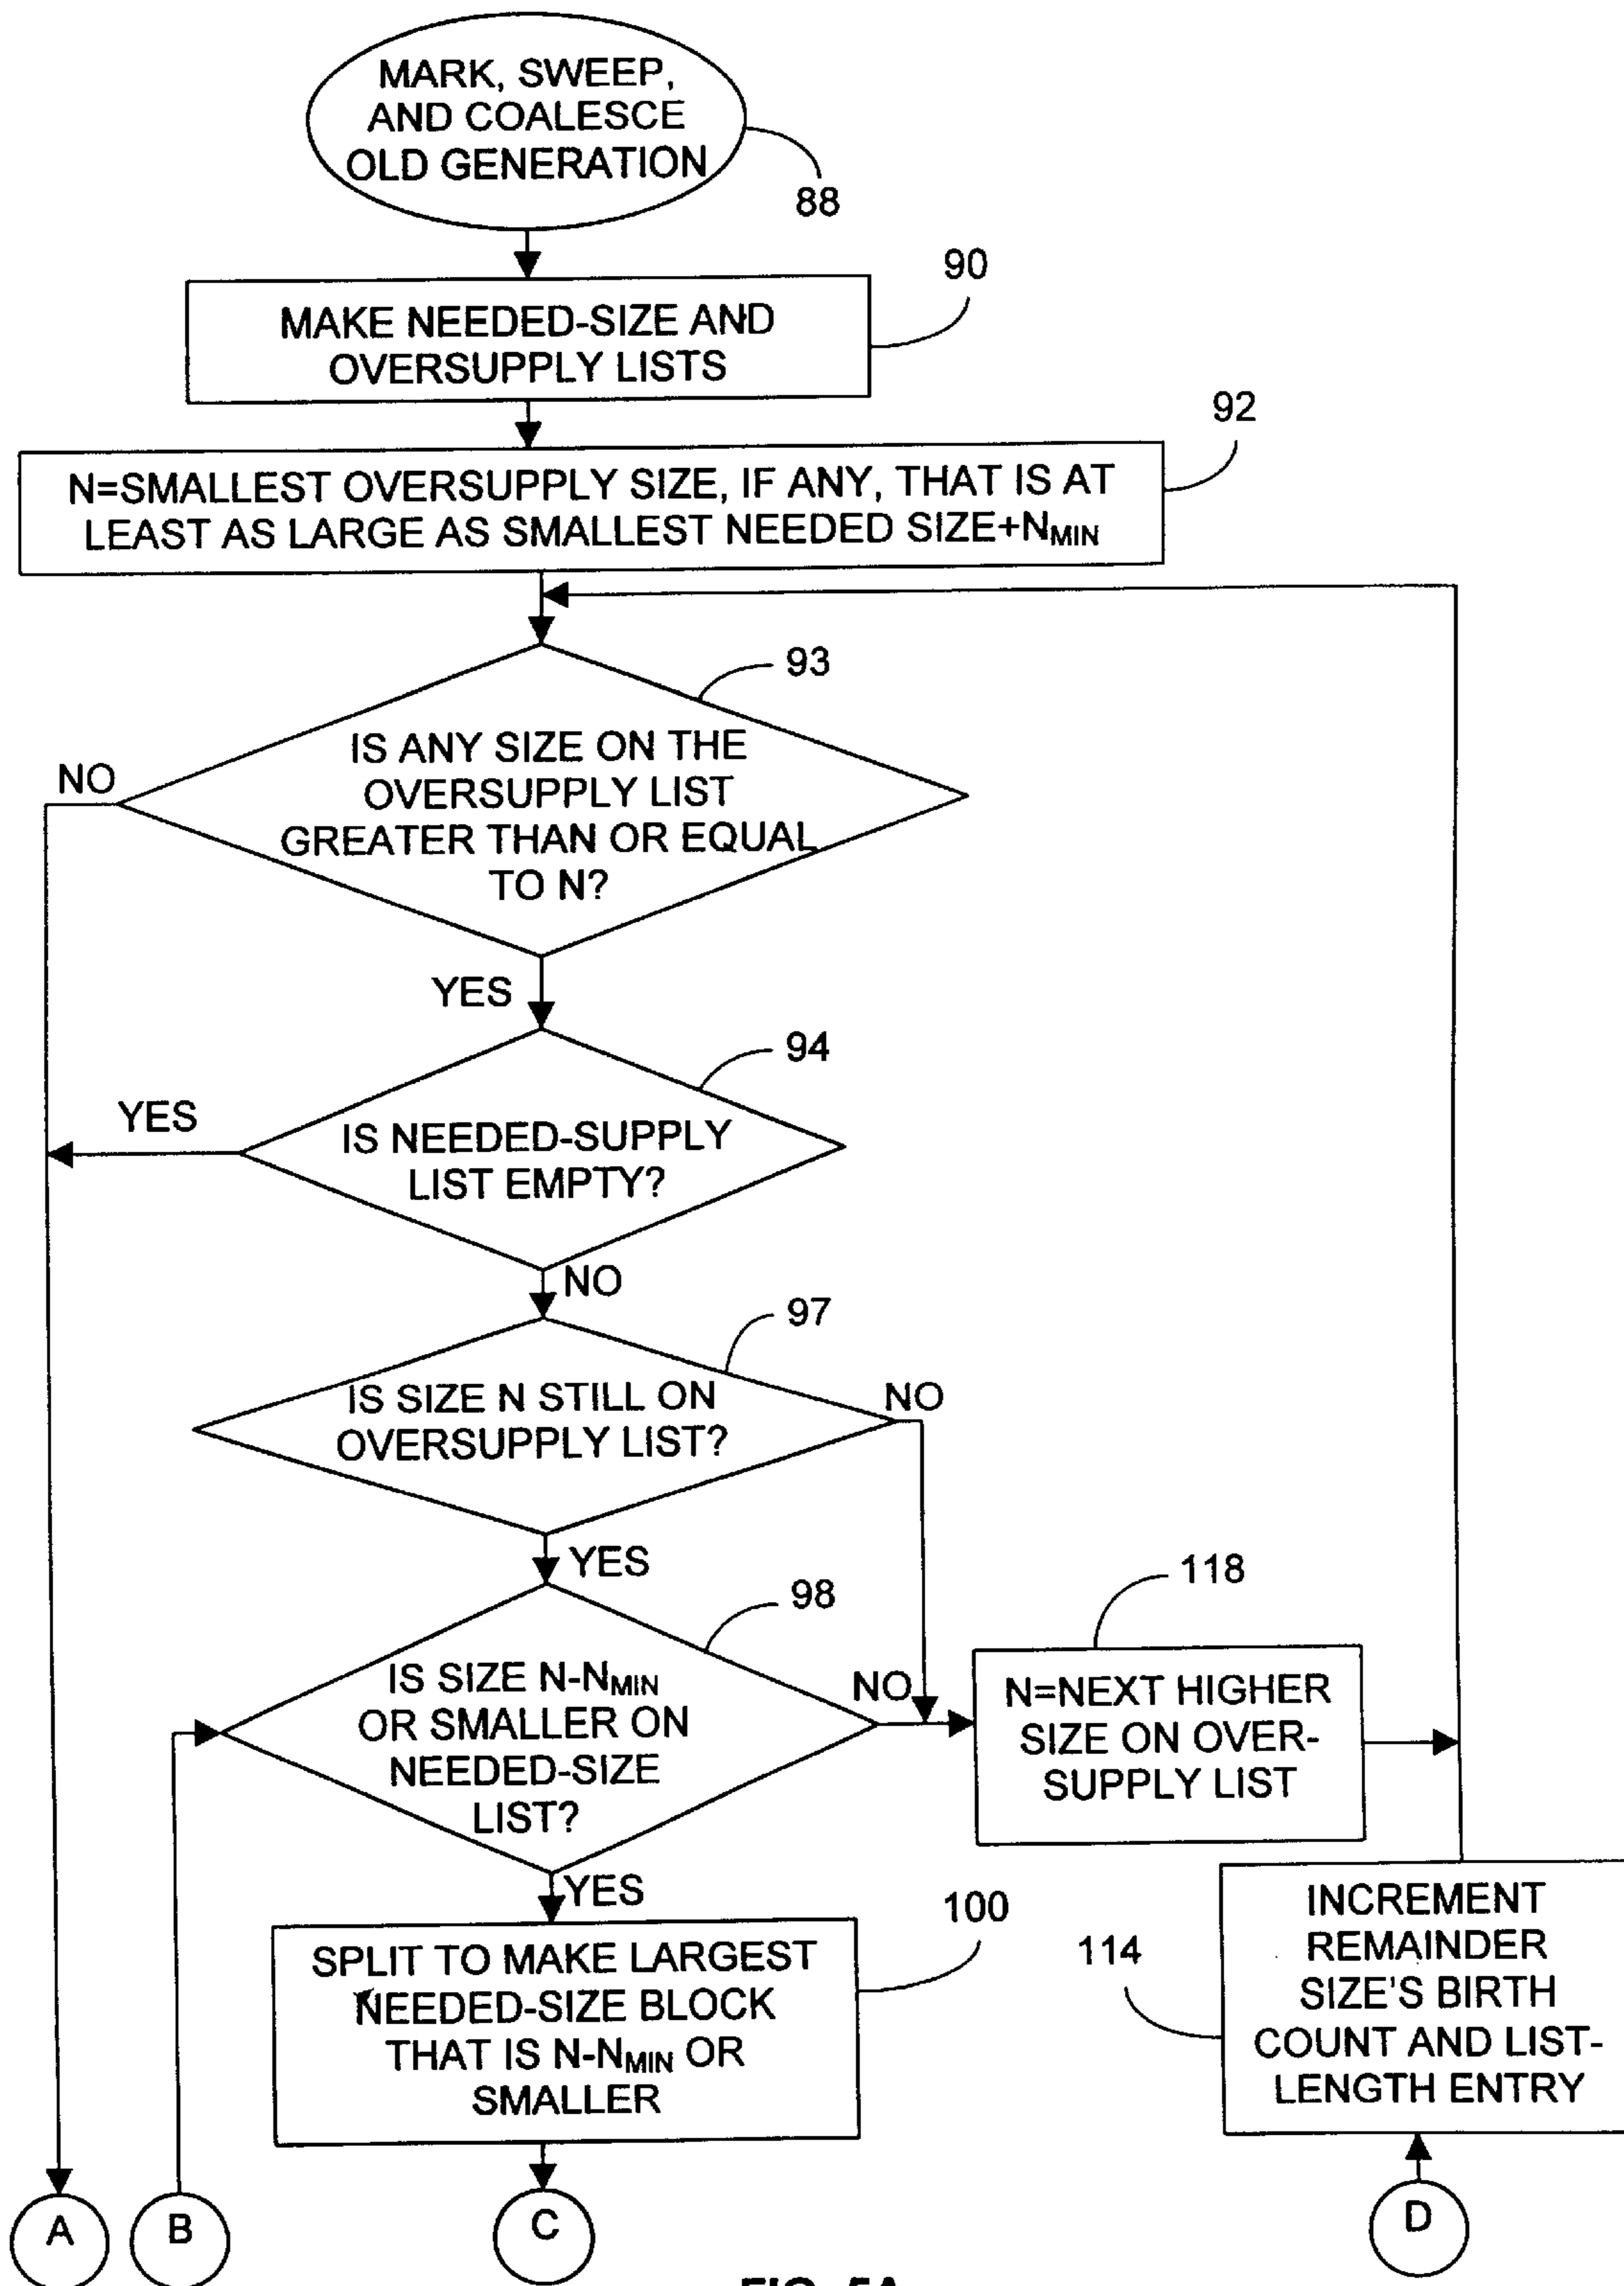 MARK, SWEEP,
AND COALESCE
OLD GENERATION
88
90
MAKE NEEDED-SIZE AND
OVERSUPPLY LISTS
92
N=SMALLEST OVERSUPPLY SIZE, IF ANY, THAT IS AT
LEAST AS LARGE AS SMALLEST NEEDED SIZE+NMIN
93
IS ANY SIZE ON THE
OVERSUPPLY LIST
GREATER THAN OR EQUAL
TO N?
NO
YES
94
IS NEEDED-SUPPLY
LIST EMPTY?
YES
NO
97
IS SIZE N STILL ON
OVERSUPPLY LIST?
NO
YES
98
IS SIZE N-NMIN
OR SMALLER ON
NEEDED-SIZE
LIST?
NO
118
N=NEXT HIGHER
SIZE ON OVER-
SUPPLY LIST
YES
100
SPLIT TO MAKE LARGEST
NEEDED-SIZE BLOCK
THAT IS N-NMIN OR
SMALLER
114
INCREMENT
REMAINDER
SIZE'S BIRTH
COUNT AND LIST-
LENGTH ENTRY
A
B
C
D
FIG. 5A